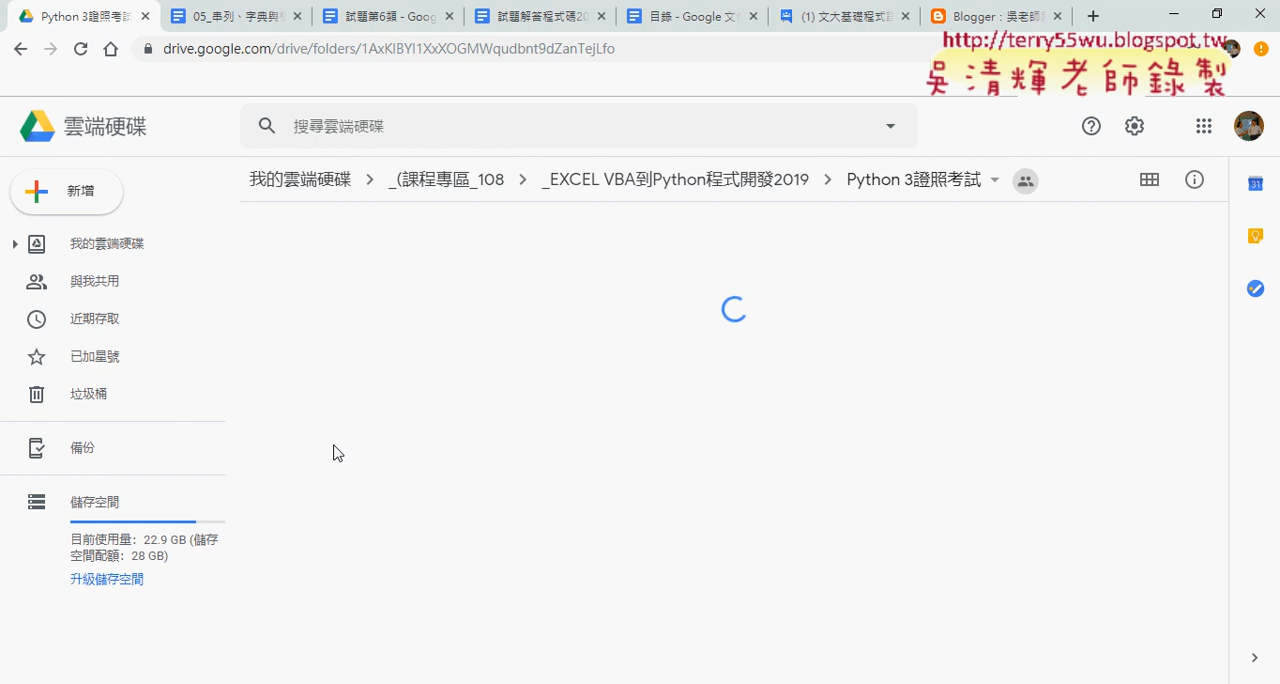 Python 3證照考試
05_串列、字典與
試題第6類 - Goog
試題解答程式碼20
目錄 - Google 文
(1) 文大基礎程式
Blogger：吳老師
drive.google.com/drive/folders/1AxKlBYl1XxXOGMWqudbnt9dZanTejLfo
http://terry55wu.blogspot.tw
吳清輝老師錄製
雲端硬碟
搜尋雲端硬碟
新增
我的雲端硬碟 > _(課程專區_108 > _EXCEL VBA到Python程式開發2019 > Python 3證照考試
31
我的雲端硬碟
與我共用
近期存取
已加星號
垃圾桶
備份
儲存空間
目前使用量：22.9 GB (儲存
空間配額：28 GB)
升級儲存空間